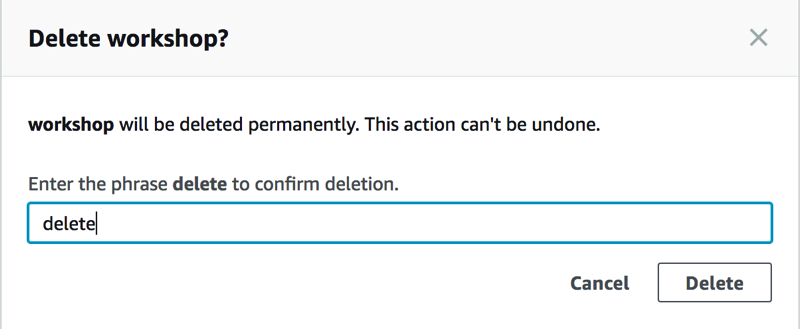 Delete workshop?
workshop will be deleted permanently. This action can't be undone.
Enter the phrase delete to confirm deletion.
delete
Cancel Delete